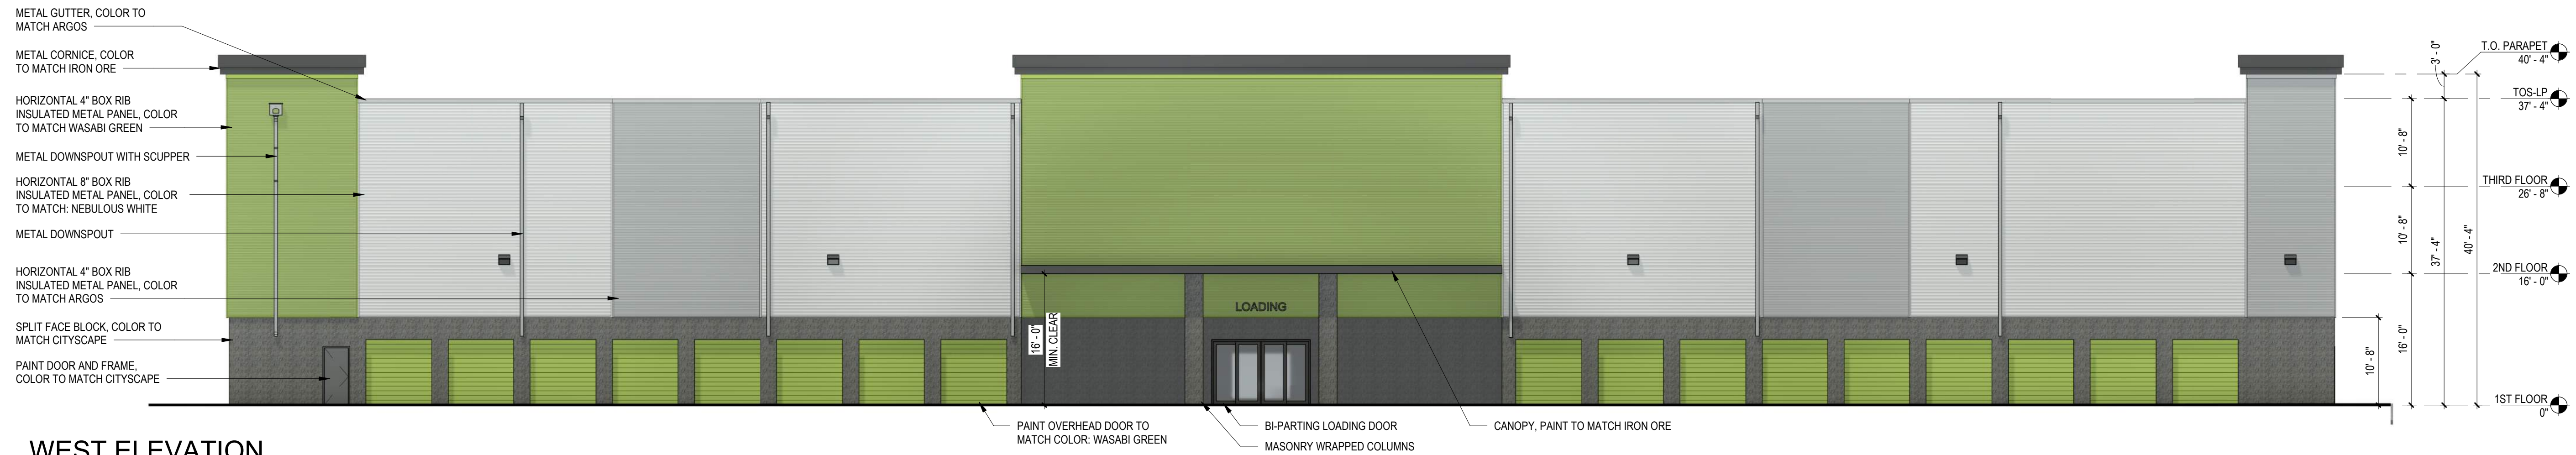 METAL GUTTER, COLOR TO
MATCH ARGOS
METAL CORNICE, COLOR
TO MATCH IRON ORE
HORIZONTAL 4" BOX RIB
INSULATED METAL PANEL, COLOR
TO MATCH WASABI GREEN
METAL DOWNSPOUT WITH SCUPPER
HORIZONTAL 8" BOX RIB
INSULATED METAL PANEL, COLOR
TO MATCH: NEBULOUS WHITE
METAL DOWNSPOUT
HORIZONTAL 4" BOX RIB
INSULATED METAL PANEL, COLOR
TO MATCH ARGOS
SPLIT FACE BLOCK, COLOR TO
MATCH CITYSCAPE
PAINT DOOR AND FRAME,
COLOR TO MATCH CITYSCAPE
LOADING
16' - 0"
MIN. CLEAR
PAINT OVERHEAD DOOR TO
MATCH COLOR: WASABI GREEN
BI-PARTING LOADING DOOR
MASONRY WRAPPED COLUMNS
CANOPY, PAINT TO MATCH IRON ORE
10' - 8"
10' - 8"
10' - 8"
16' - 0"
3' - 0"
37' - 4"
40' - 4"
T.O. PARAPET
40' - 4"
TOS-LP
37' - 4"
THIRD FLOOR
26' - 8"
2ND FLOOR
16' - 0"
1ST FLOOR
0"
WEST ELEVATION